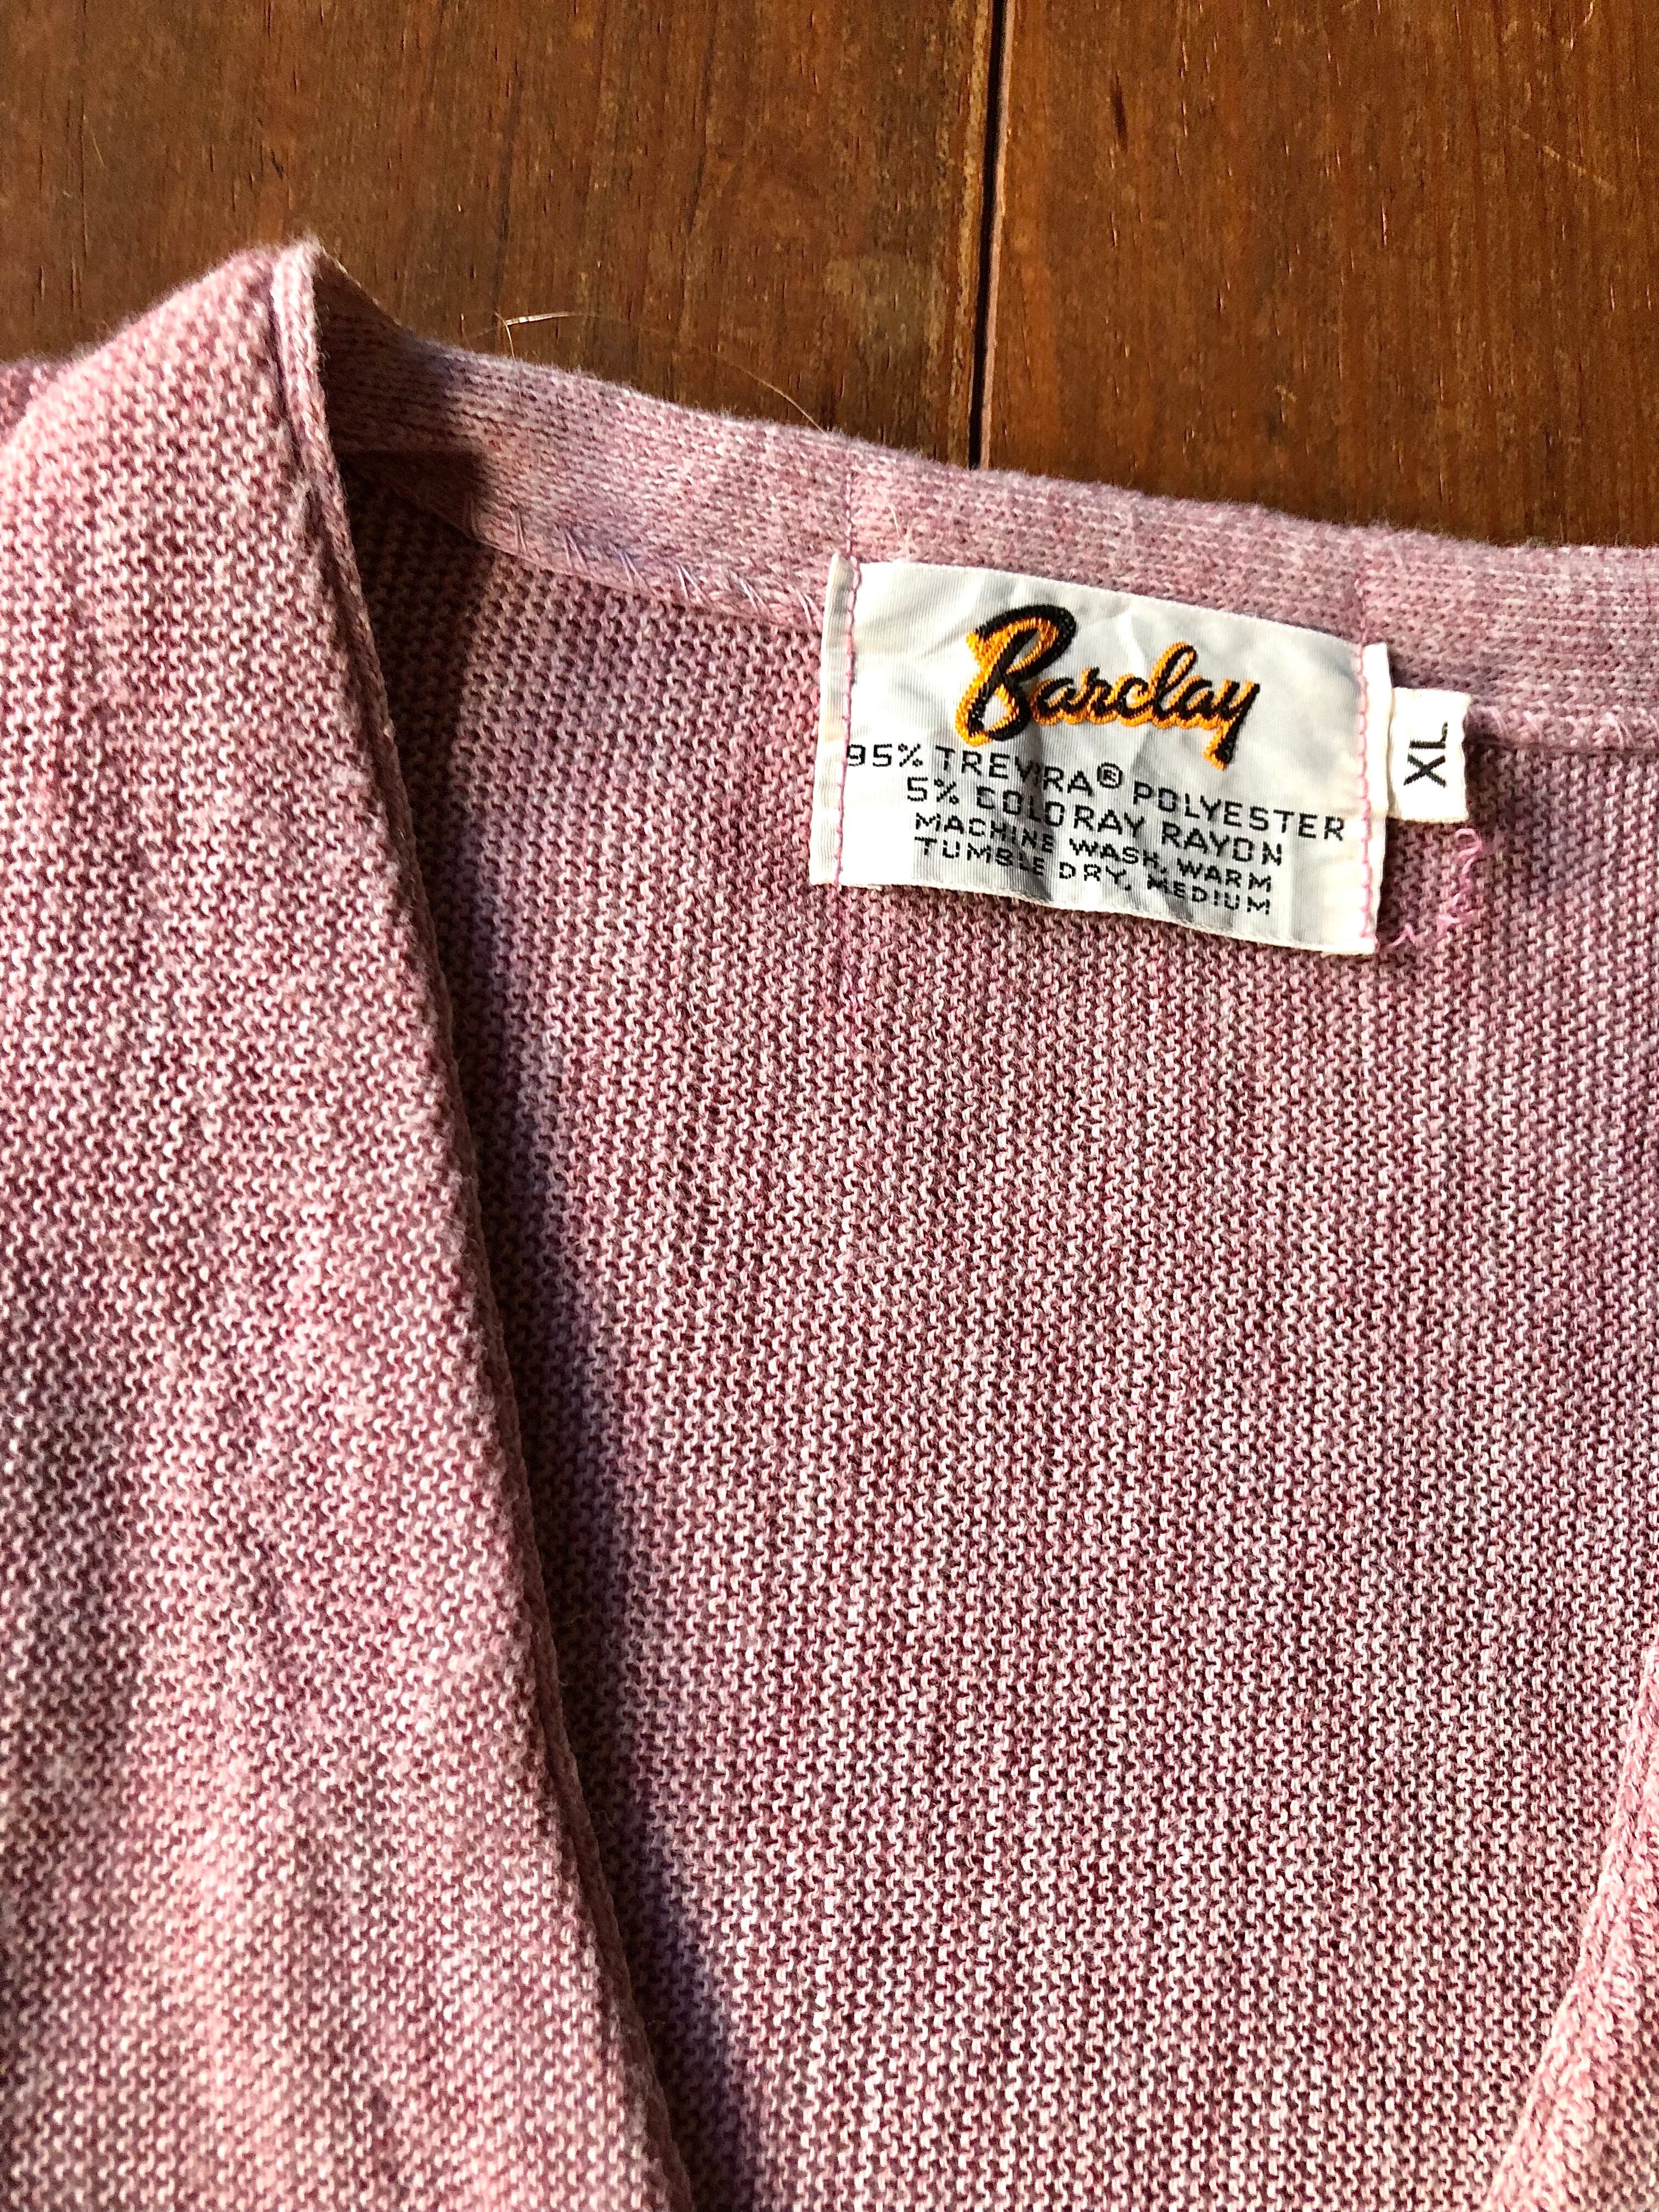 Barclay
95% TREVIRA® POLYESTER
5% COLORAY RAYON
MACHINE WASH, WARM
TUMBLE DRY, MEDIUM
XL